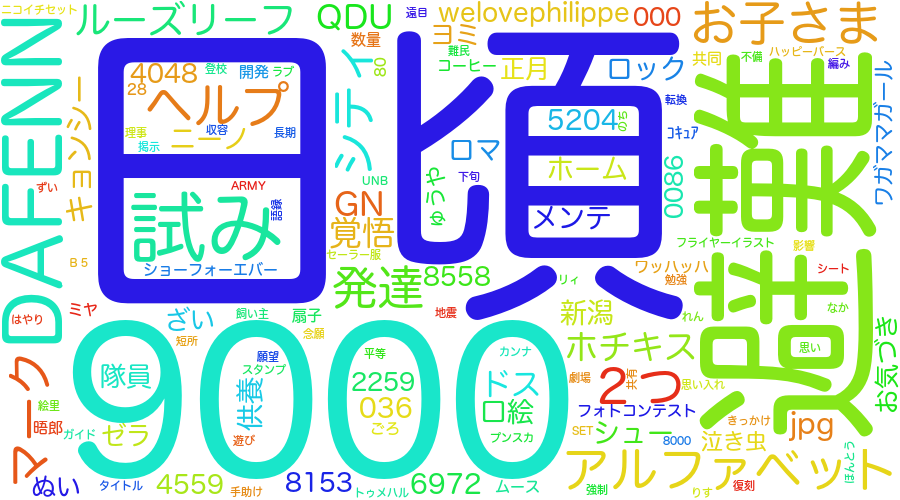 ニコイチセット
ルーズリーフ
QDU
遠目
welovephilippe
000
お子さま
日頃
ヨミ
数量
難民
コーヒー
正月
ロック
共同
不備
ハッピーバース
編み
4048
登校
開発
ラブ
28
ヘルプ
理事
収容
ニーノ
長期
掲示
シティ
80
転換
5204
のち
ロマ
ホーム
メンテ
コキュア
0086
ワガママガール
DAFENN
キョンシー
ずい
ARMY
語録
試み
ショーフォーエバー
UNB
GN
覚悟
セーラー服
ゅうや
下旬
避難
フライヤーイラスト
影響
B5
発達
8558
リィ
ワッハッハ
勉強
シート
なか
はやり
ミヤ
ざい
短所
飼い主
扇子
念願
地震
新潟
れん
9000
隊員
願望
スタンプ
供養
遊び
平等
2259
036
ごろ
カンナ
ドス
口絵
プンスカ
ホチキス
劇場
2つ
共有
思い入れ
思い
お気づき
マーク
絵里
晤郎
ガイド
ゼラ
フォトコンテスト
SET
シュー
8000
きっかけ
泣き虫
jpg
ほんとう
ぬい
タイトル
4559
手助け
8153
トゥメハル
6972
ムース
アルファベット
強制
りす
復刻